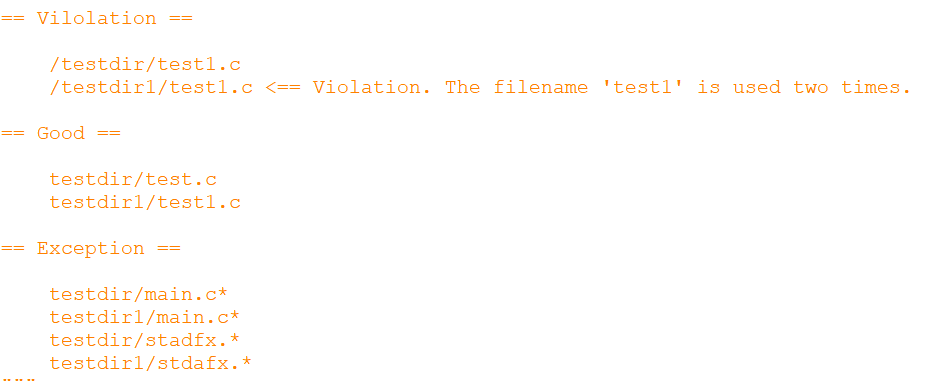 == Vilolation ==
/testdir/test1.c
/testdir1/test1.c <== Violation. The filename 'test1' is used two times.
== Good ==
testdir/test.c
testdir1/test1.c
== Exception ==
testdir/main.c*
testdir1/main.c*
testdir/stadfx.*
testdir1/stdafx.*
"""